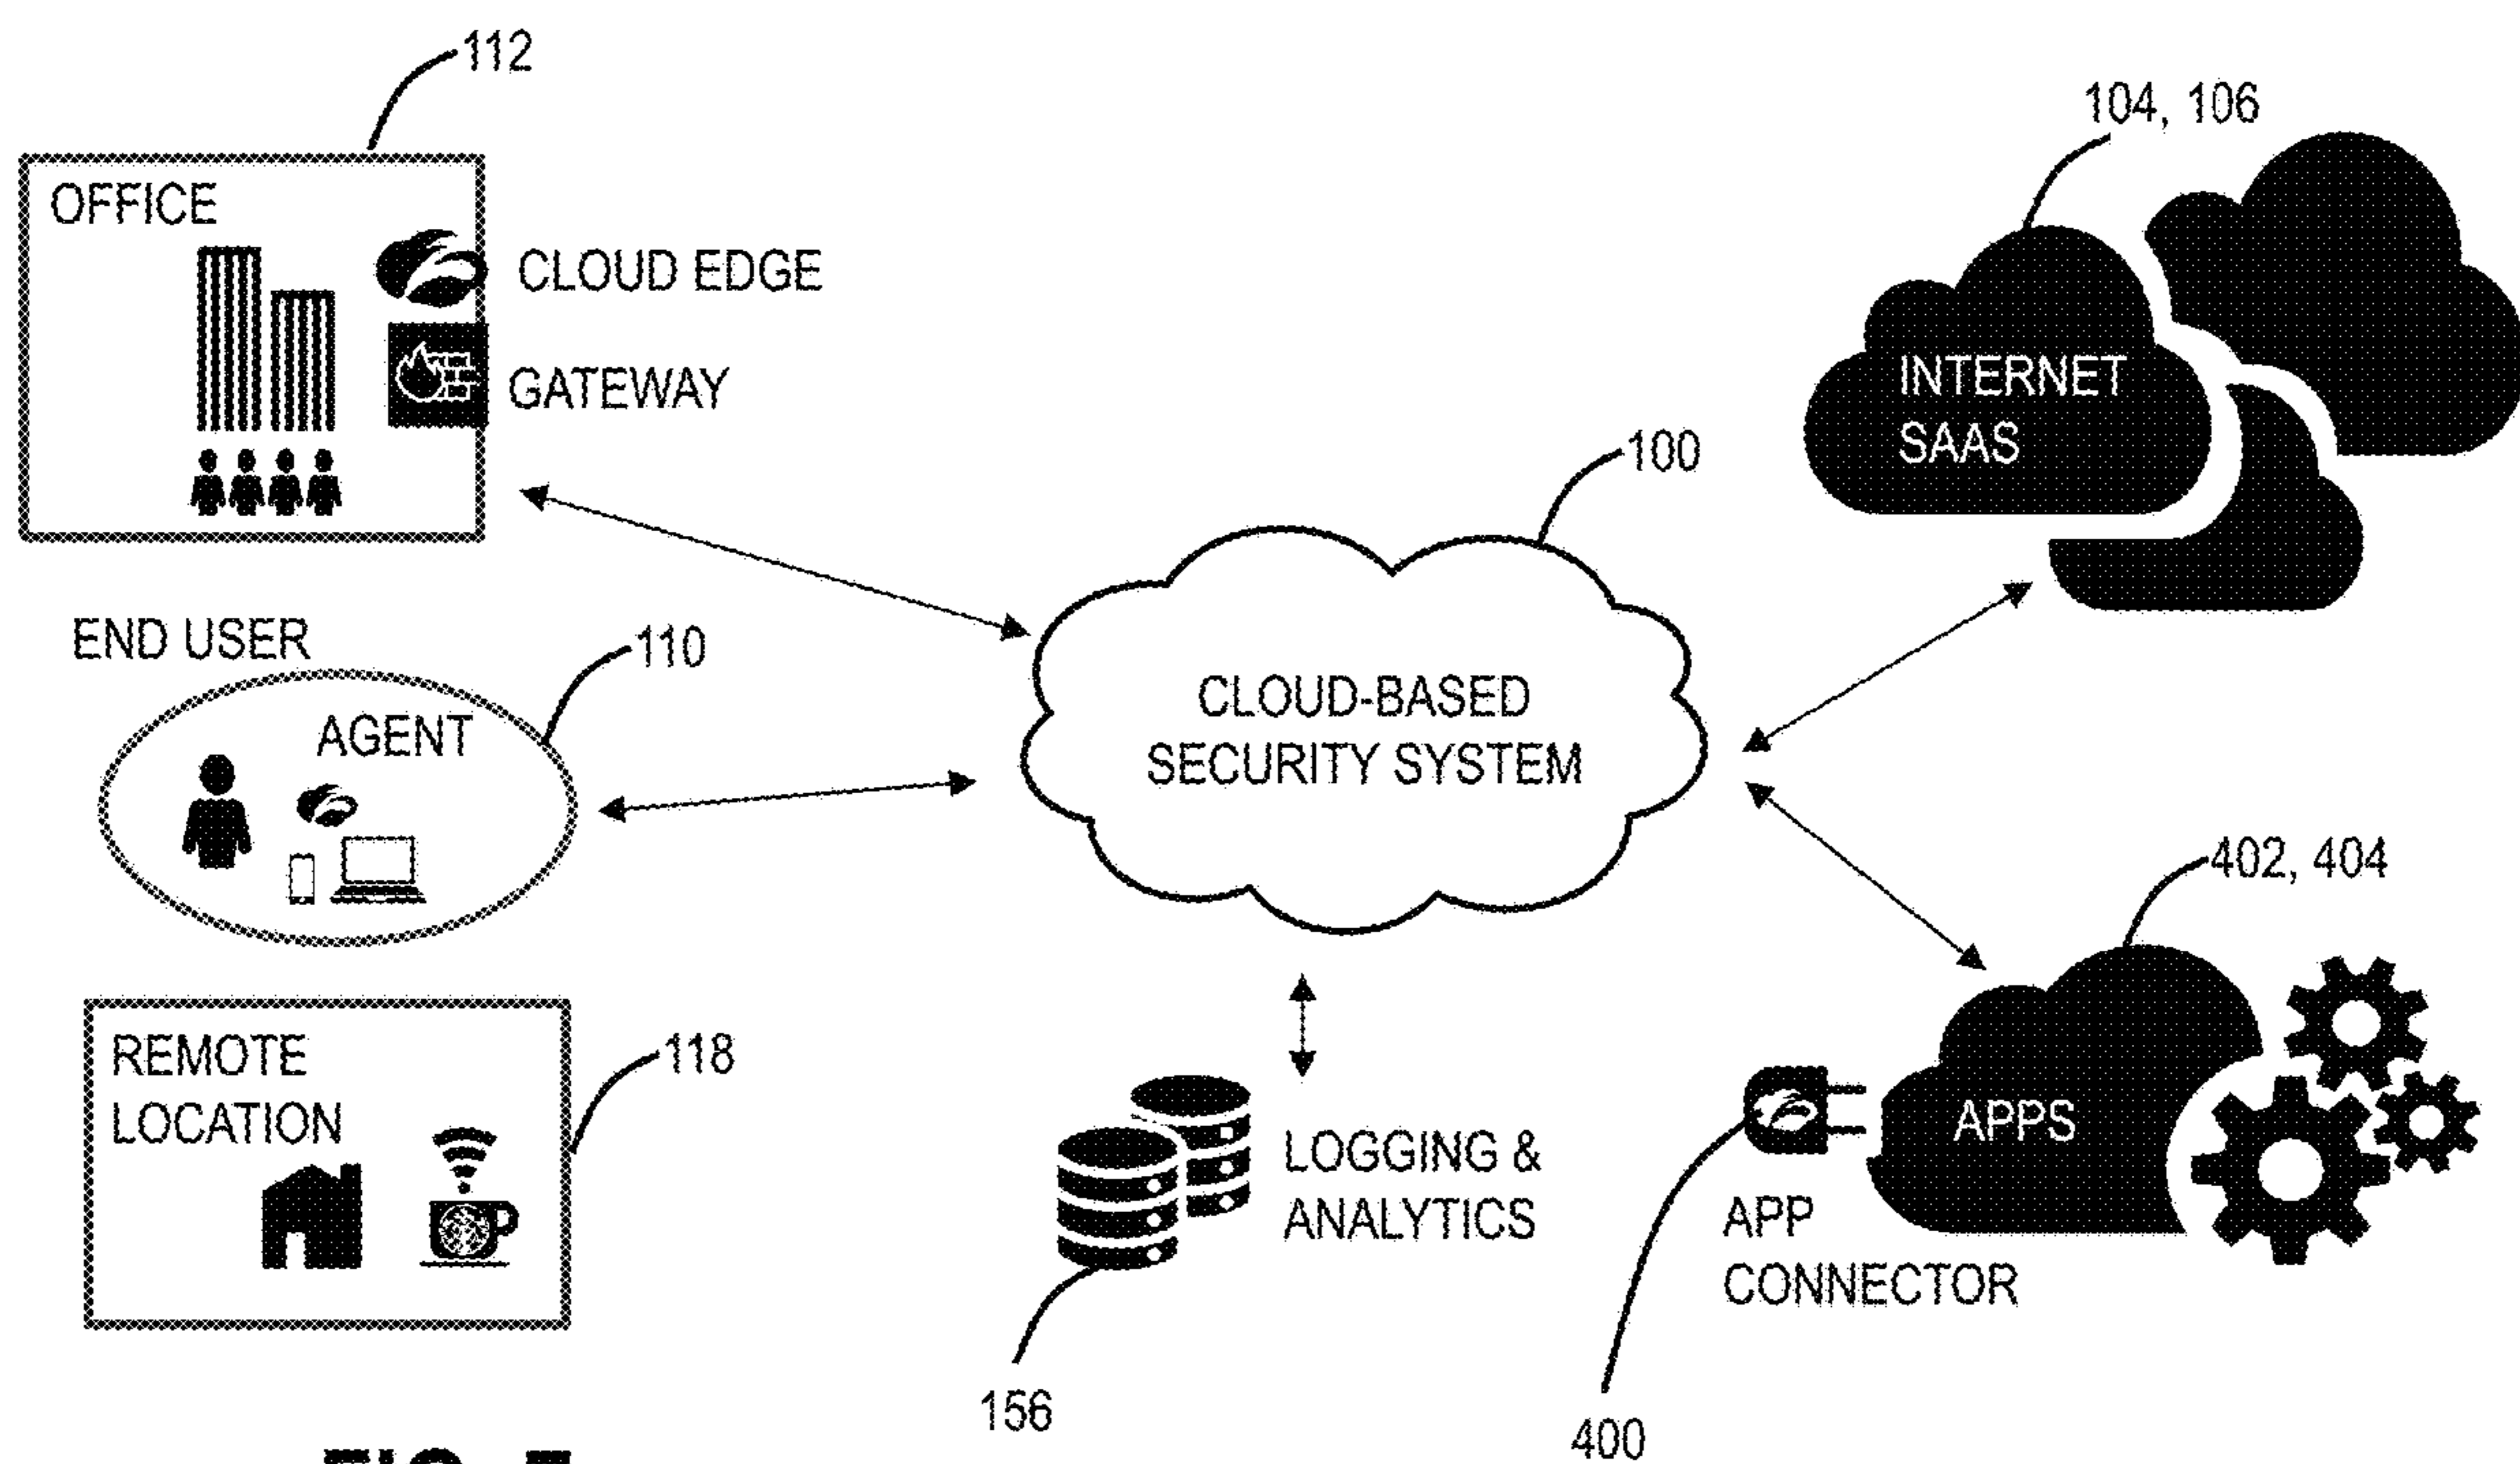 112
OFFICE
CLOUD EDGE
GATEWAY
104, 106
INTERNET
SAAS
100
CLOUD-BASED
SECURITY SYSTEM
END USER
110
AGENT
REMOTE
LOCATION
118
LOGGING &
ANALYTICS
156
402, 404
APPS
APP
CONNECTOR
400